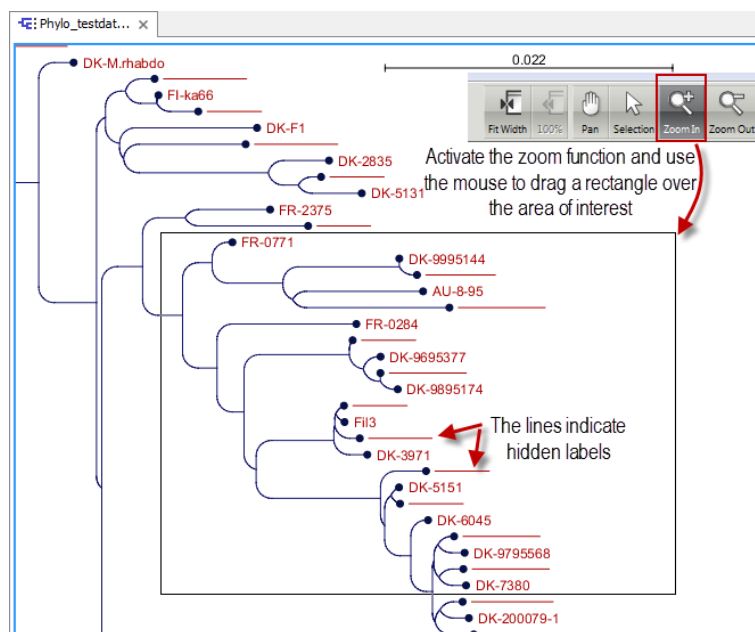 Phylo_testdat...
DK-M.rhabdo
0.022
FI-ka66
Fit Width
100%
Pan
Selection
Zoom In
Zoom Out
DK-F1
Activate the zoom function and use
the mouse to drag a rectangle over
the area of interest
DK-2835
DK-5131
FR-2375
FR-0771
DK-9995144
AU-8-95
FR-0284
DK-9695377
DK-9895174
Fil3
The lines indicate
hidden labels
DK-3971
DK-5151
DK-6045
DK-9795568
DK-7380
DK-200079-1